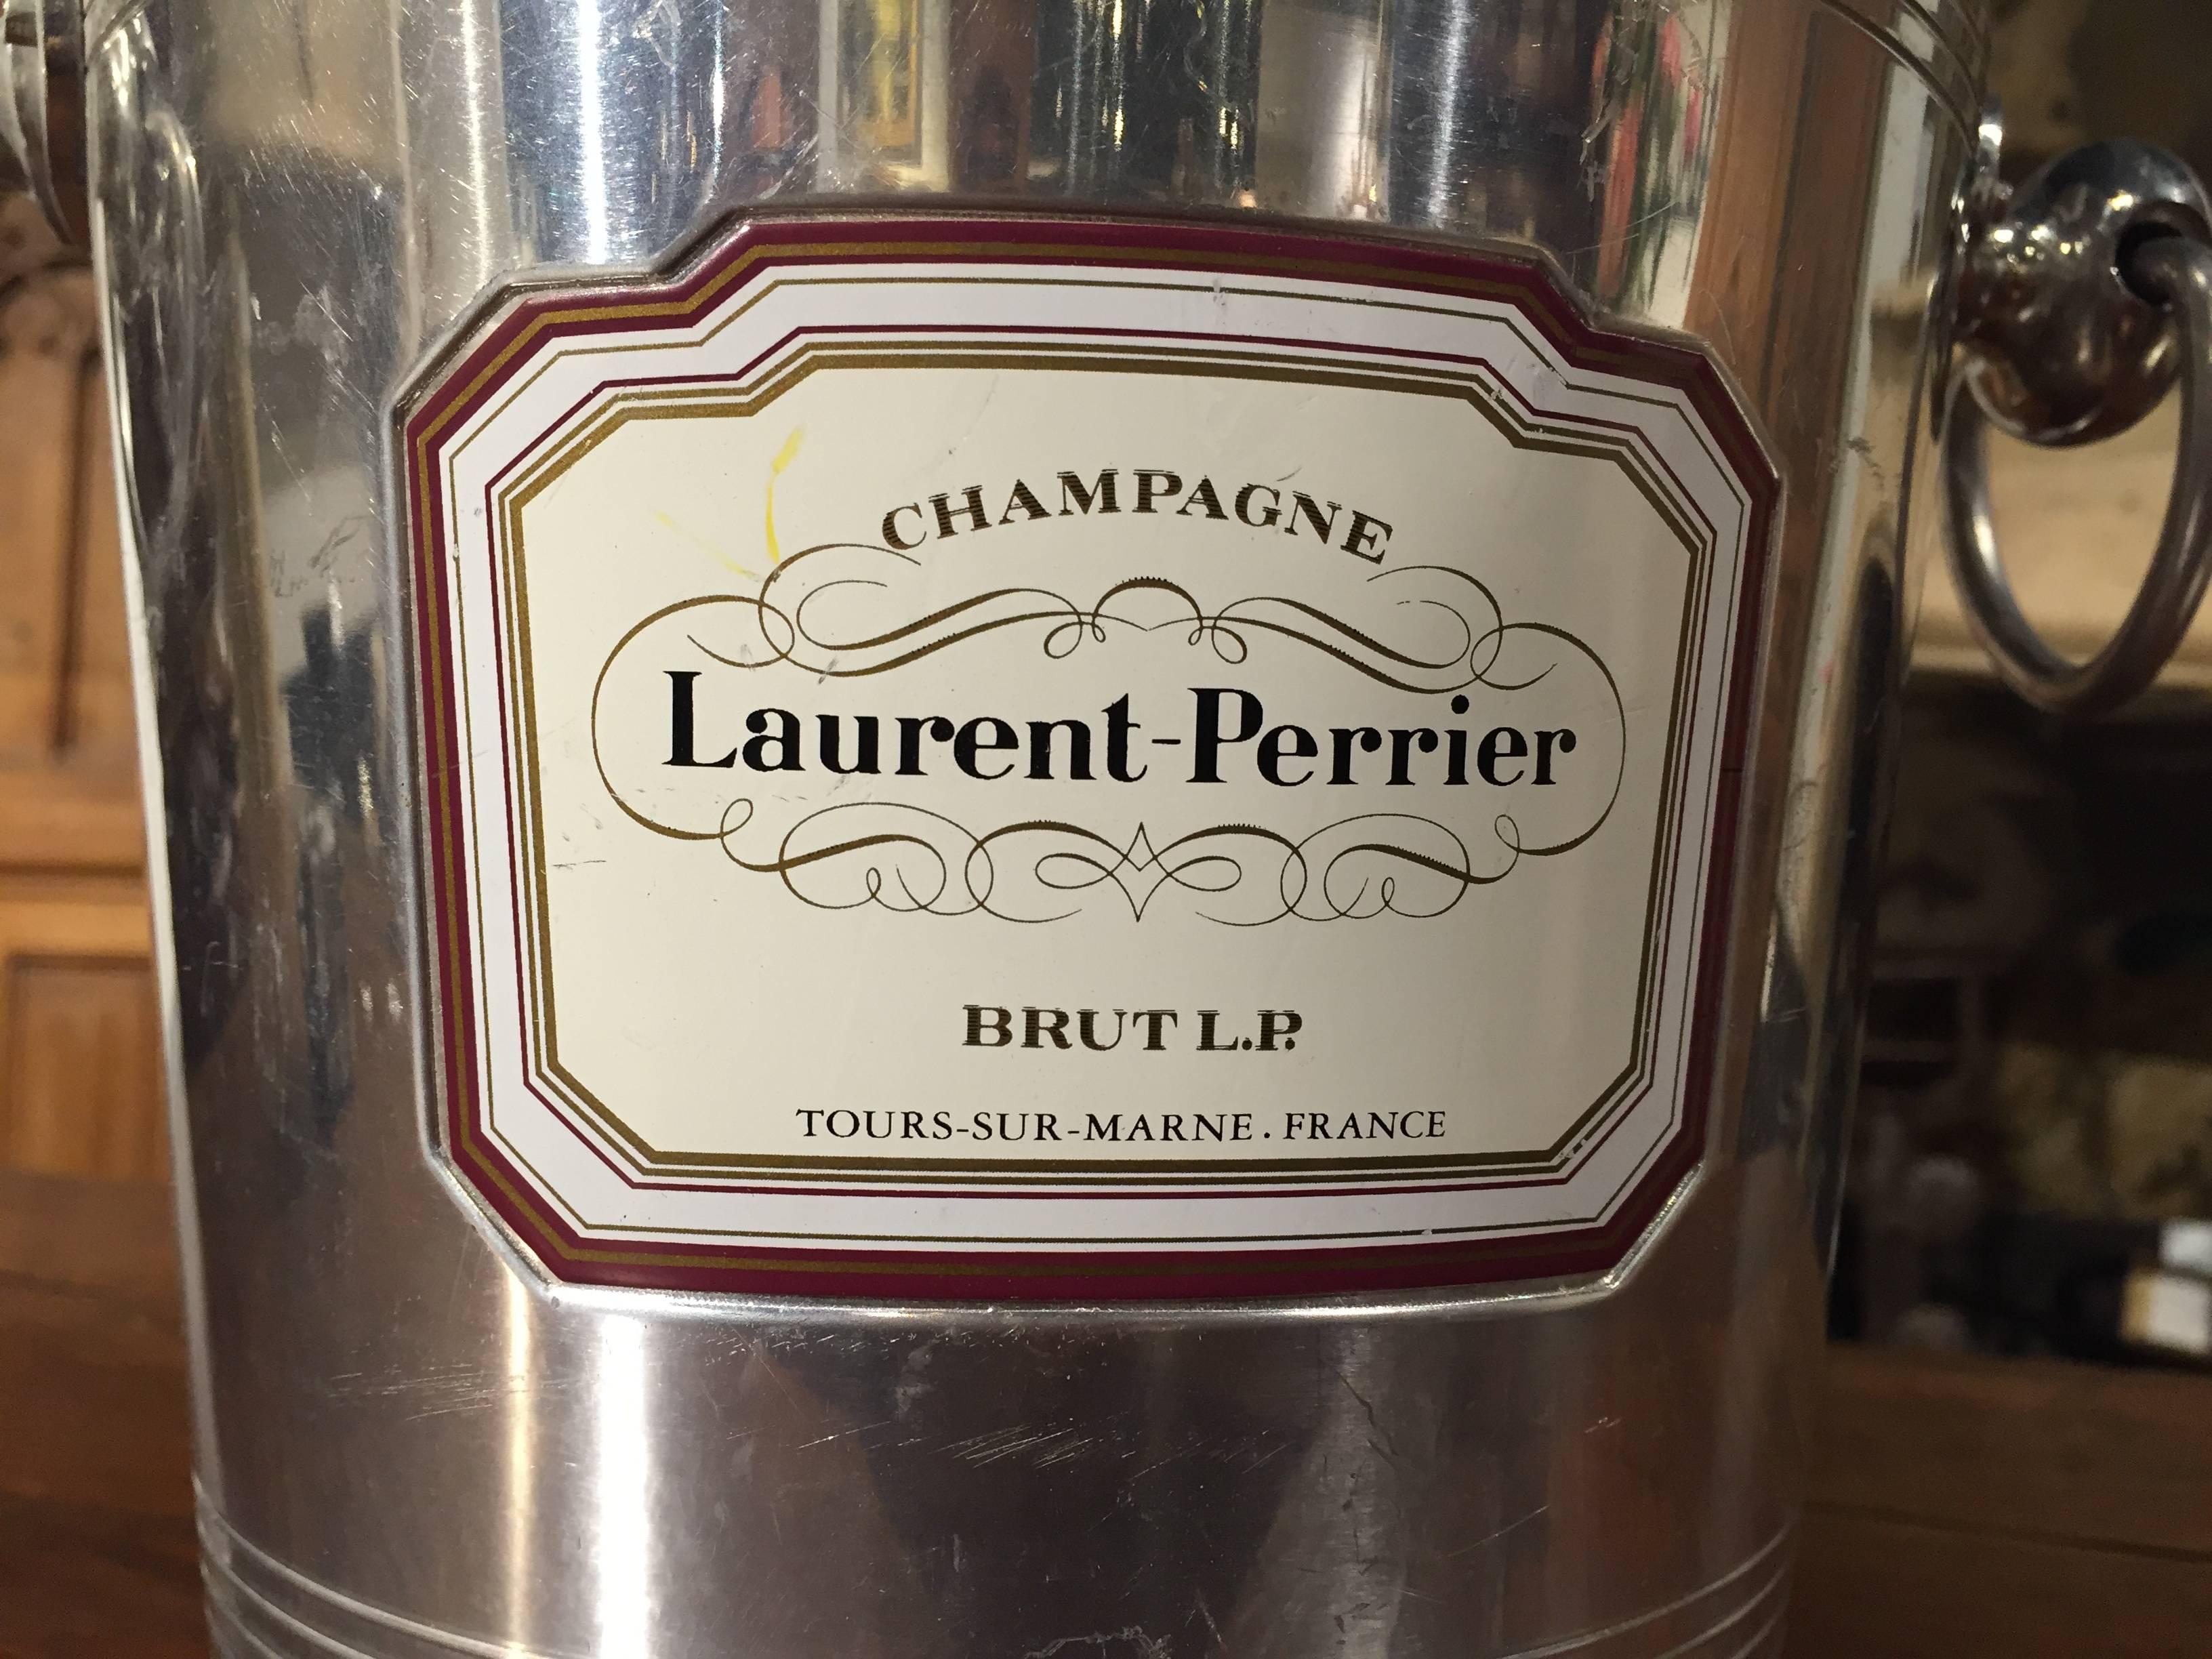 CHAMPAGNE
Laurent-Perrier
BRUT L.P.
TOURS-SUR-MARNE. FRANCE